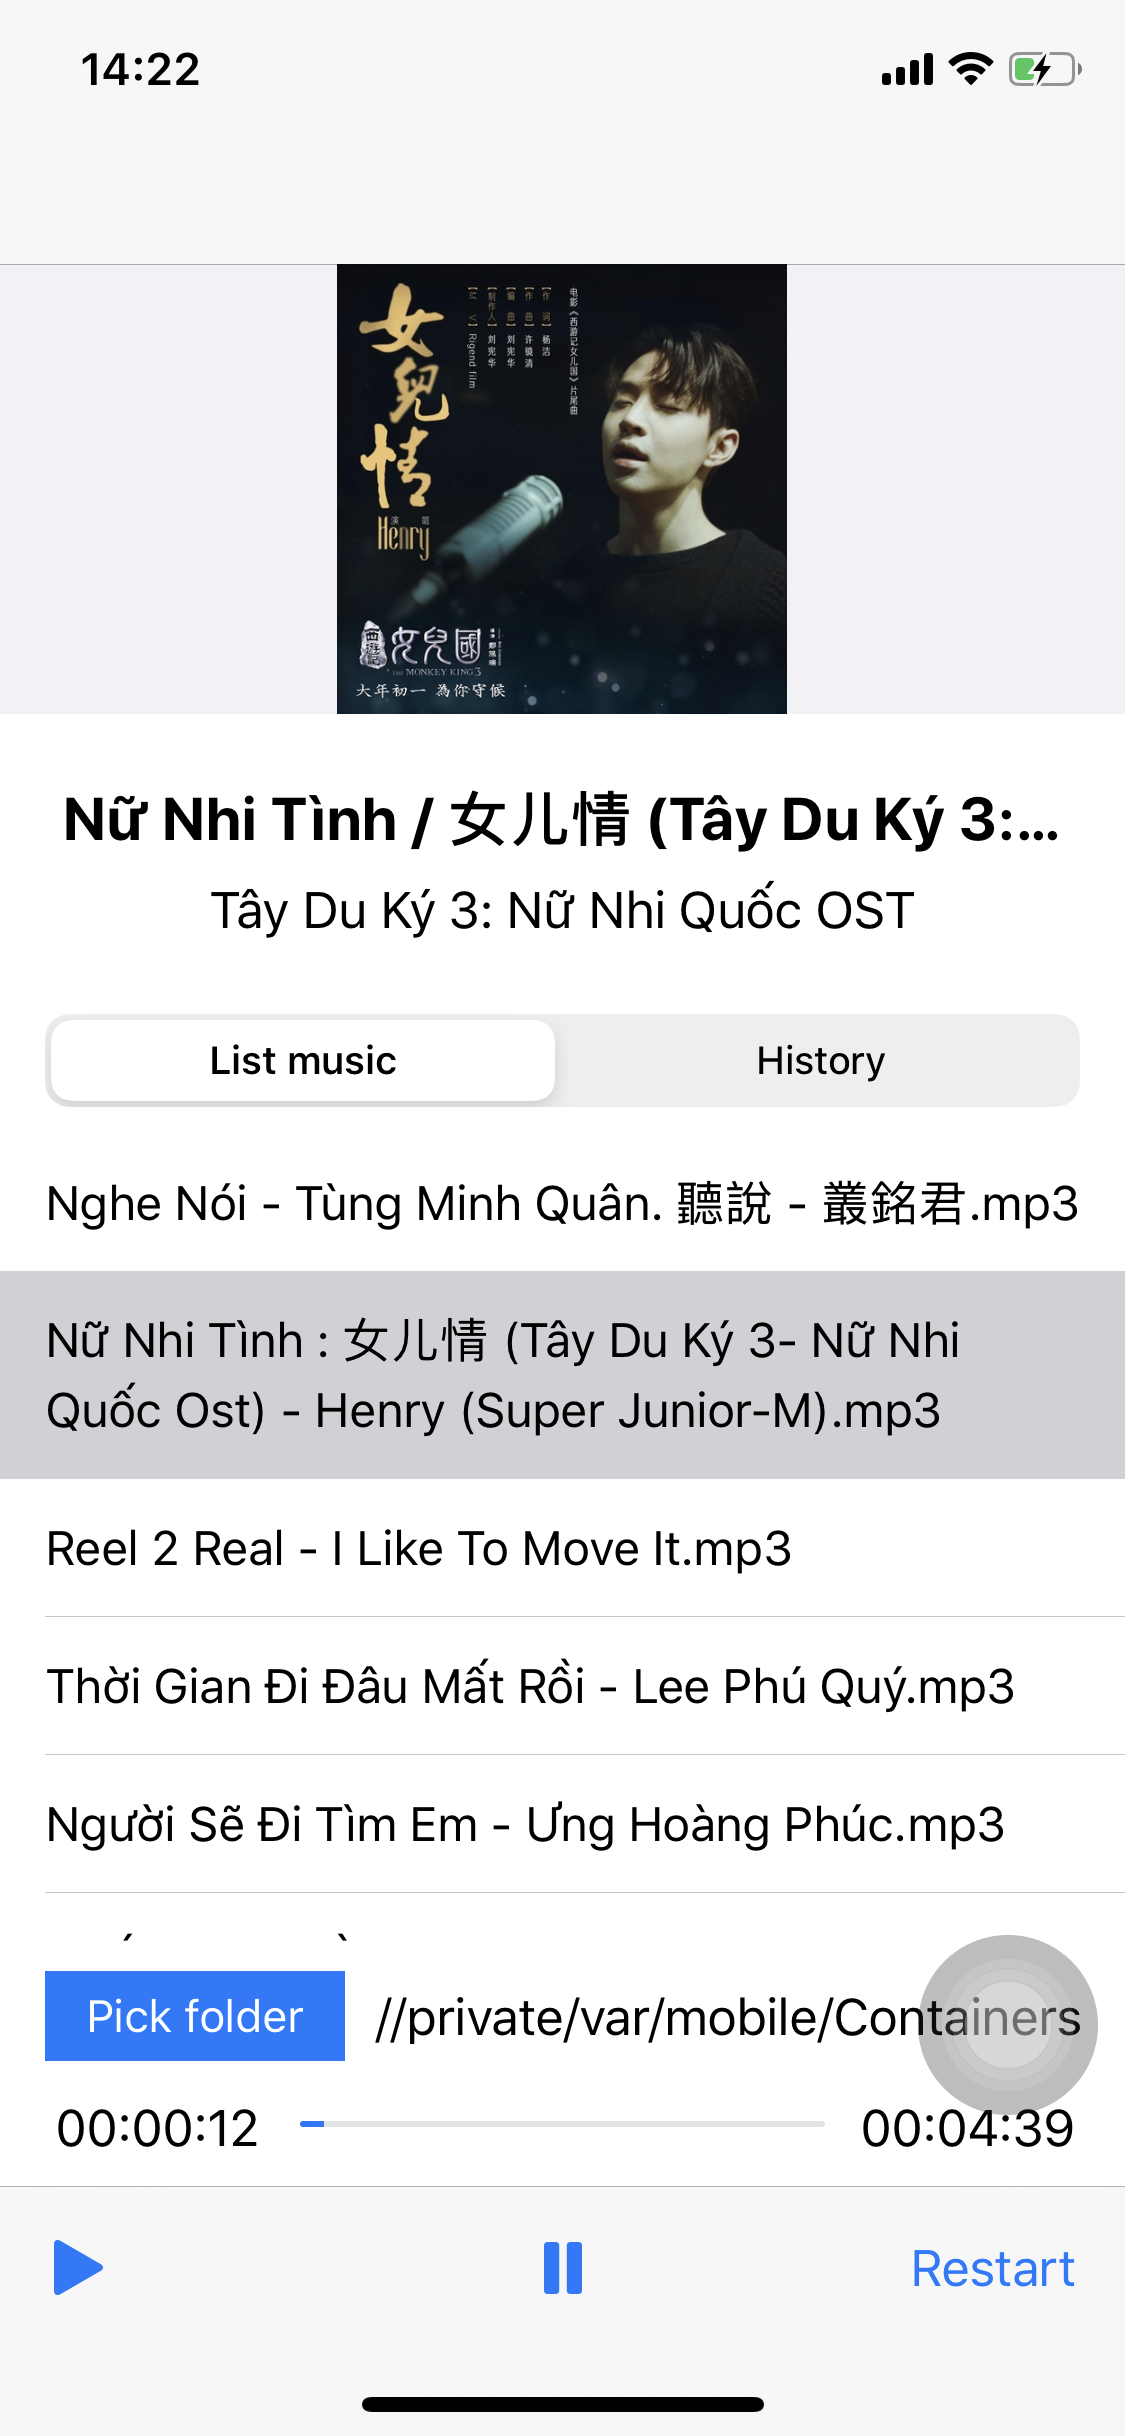 14:22
女兒情
演唱
Henry
电影《西游记女儿国》片尾曲
【作 词】杨洁
【作 曲】许镜清
【编 曲】刘宪华
【制作人】刘宪华
【M V】Rigend film
西遊記
女兒國
THE MONKEY KING 3
大年初一 為你守候
Nữ Nhi Tình / 女儿情 (Tây Du Ký 3:...
Tây Du Ký 3: Nữ Nhi Quốc OST
List music
History
Nghe Nói - Tùng Minh Quân. 聽說 - 叢銘君.mp3
Nữ Nhi Tình : 女儿情 (Tây Du Ký 3- Nữ Nhi
Quốc Ost) - Henry (Super Junior-M).mp3
Reel 2 Real - I Like To Move It.mp3
Thời Gian Đi Đâu Mất Rồi - Lee Phú Quý.mp3
Người Sẽ Đi Tìm Em - Ưng Hoàng Phúc.mp3
Pick folder
//private/var/mobile/Containers
00:00:12
00:04:39
Restart